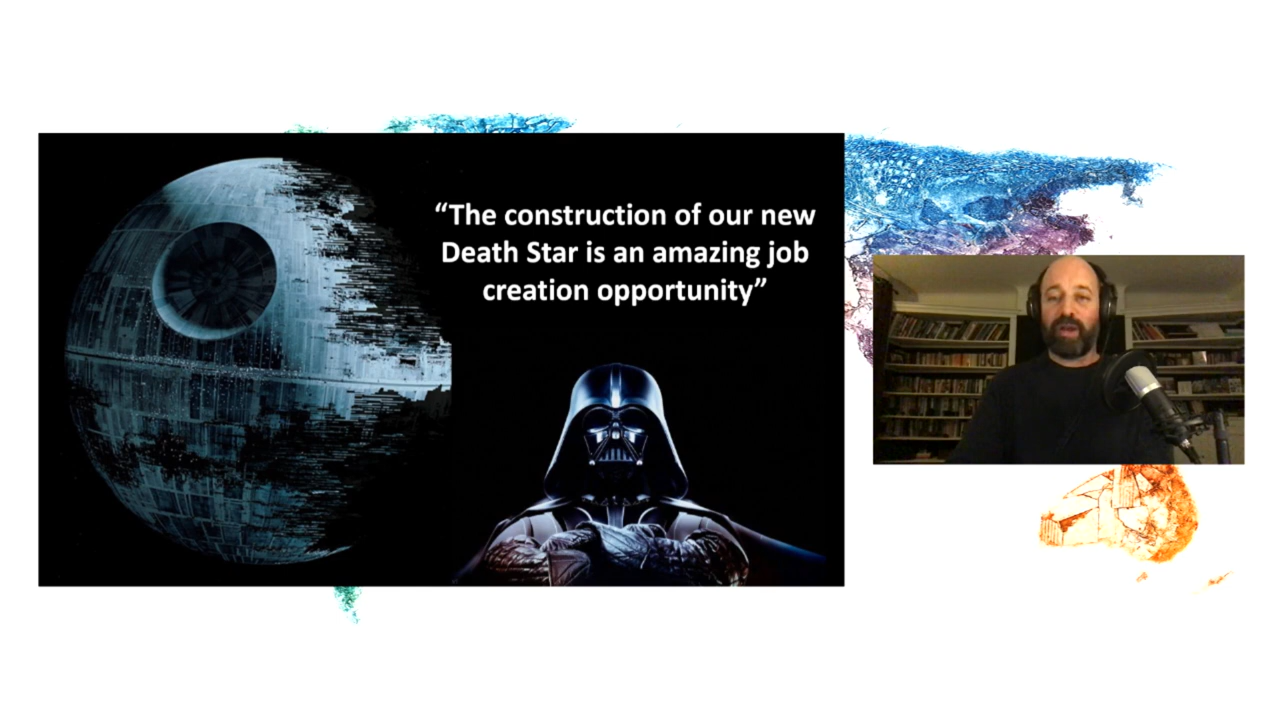 “The construction of our new
Death Star is an amazing job
creation opportunity”